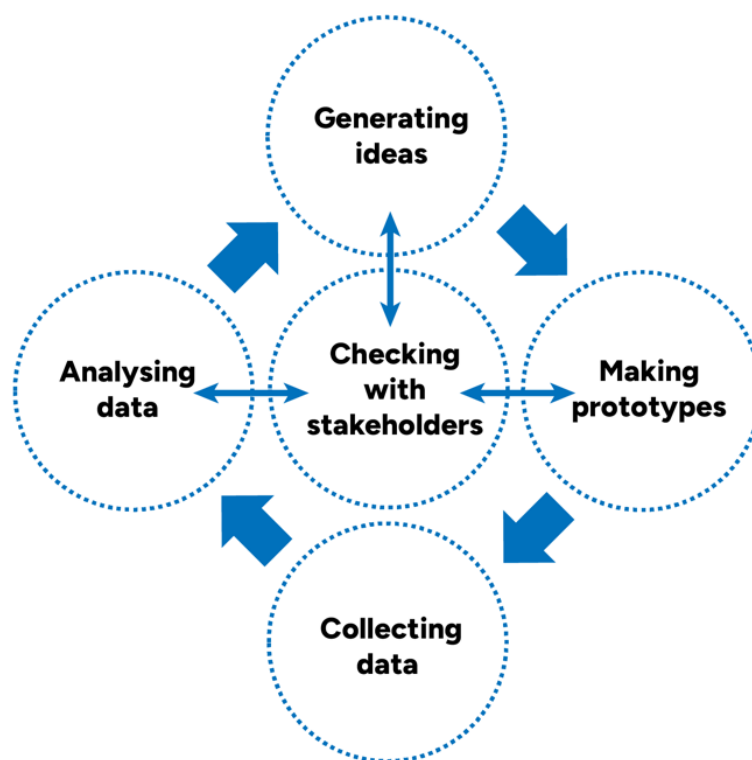 Generating
ideas
Analysing
data
Checking
with
stakeholders
Making
prototypes
Collecting
data